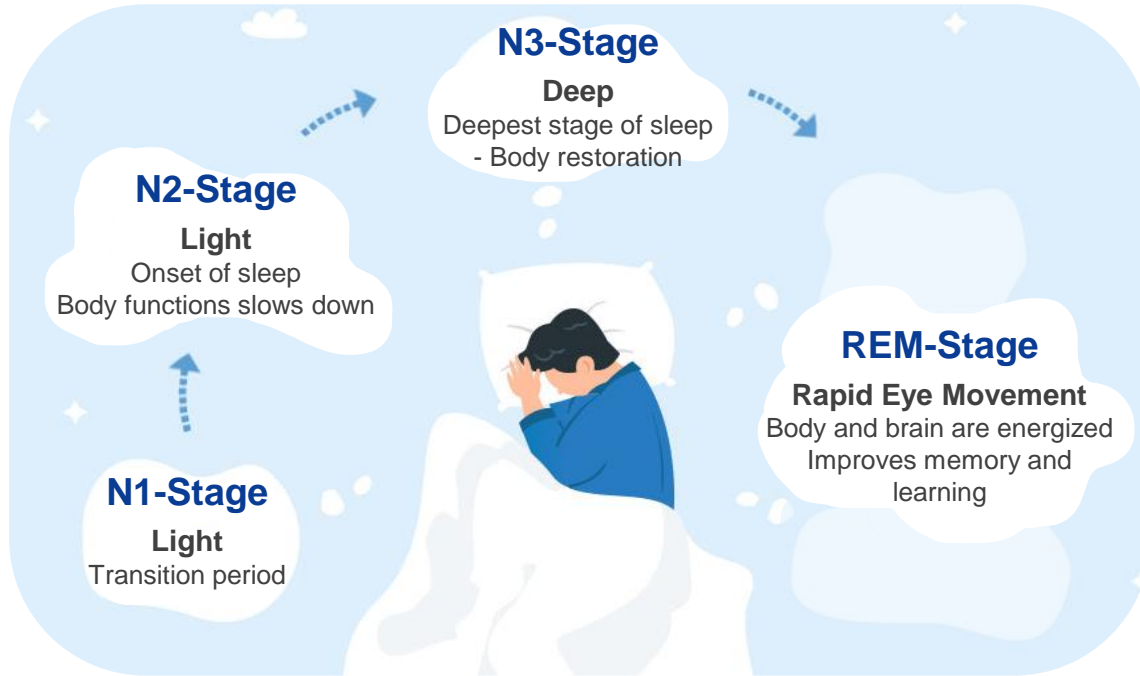 N1-Stage
Light
Transition period
N2-Stage
Light
Onset of sleep
Body functions slows down
N3-Stage
Deep
Deepest stage of sleep
- Body restoration
REM-Stage
Rapid Eye Movement
Body and brain are energized
Improves memory and
learning